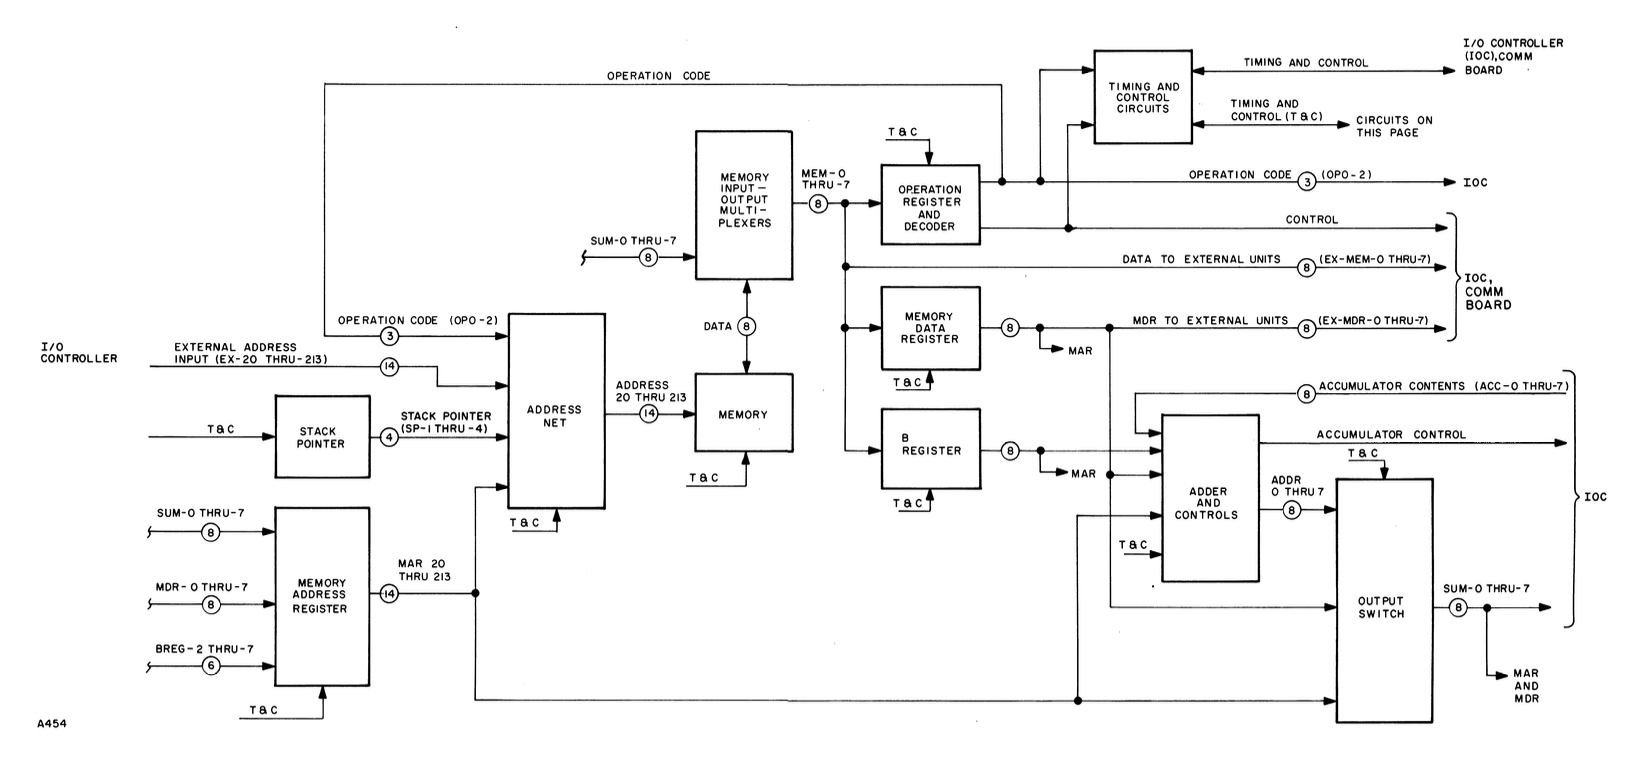 I/O CONTROLLER
(IOC),COMM
BOARD
TIMING AND CONTROL
OPERATION CODE
TIMING AND
CONTROL
CIRCUITS
TIMING AND
CONTROL (T&C)
CIRCUITS ON
THIS PAGE
T&C
MEMORY
INPUT-
OUTPUT
MULTI-
PLEXERS
MEM-0
THRU-7
8
OPERATION
REGISTER
AND
DECODER
OPERATION CODE 3 (OPO-2)
IOC
CONTROL
SUM-0 THRU-7
8
DATA TO EXTERNAL UNITS 8 (EX-MEM-0 THRU-7)
IOC,
COMM
BOARD
OPERATION CODE (OPO-2)
3
DATA 8
MEMORY
DATA
REGISTER
8
MDR TO EXTERNAL UNITS 8 (EX-MDR-0 THRU-7)
MAR
T&C
I/O
CONTROLLER
EXTERNAL ADDRESS
INPUT (EX-20 THRU-213)
14
ADDRESS
NET
ADDRESS
20 THRU 213
14
MEMORY
T&C
8 ACCUMULATOR CONTENTS (ACC-0 THRU-7)
T&C
STACK
POINTER
STACK POINTER
(SP-1 THRU-4)
4
B
REGISTER
8
MAR
T&C
ACCUMULATOR CONTROL
T&C
ADDER
AND
CONTROLS
ADDR
0 THRU 7
8
IOC
T&C
T&C
SUM-0 THRU-7
8
MDR-0 THRU-7
8
BREG-2 THRU-7
6
MEMORY
ADDRESS
REGISTER
MAR 20
THRU 213
14
T&C
OUTPUT
SWITCH
SUM-0 THRU-7
8
MAR
AND
MDR
A454